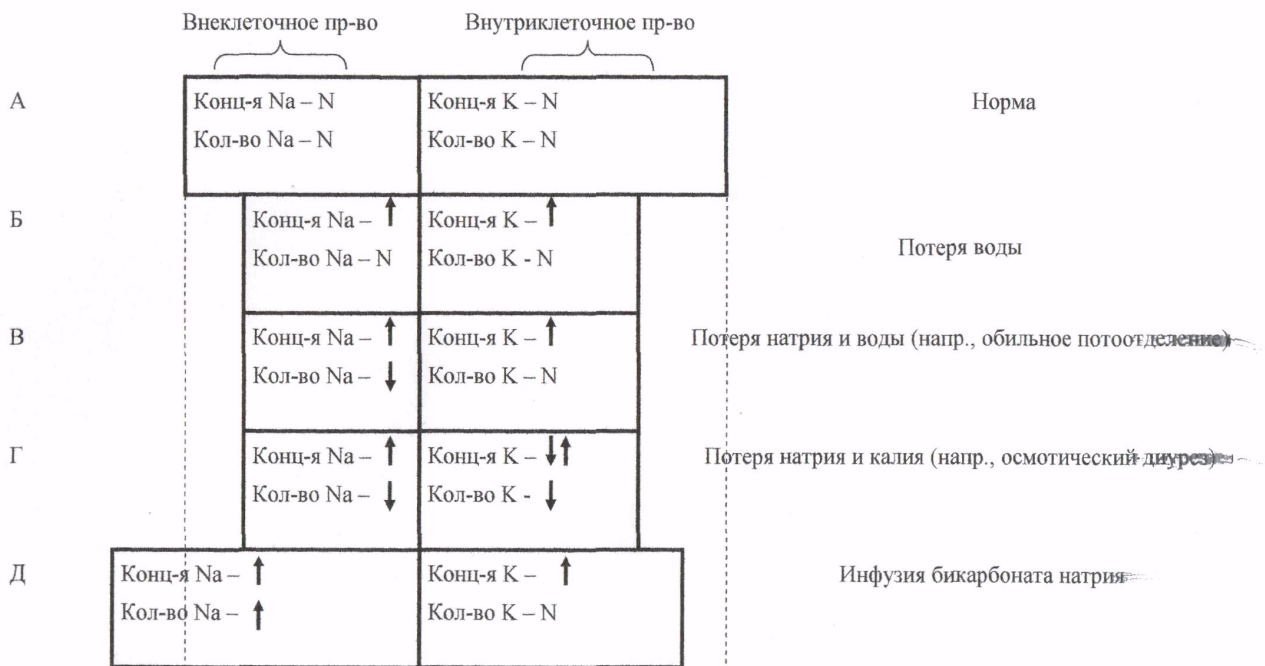 Внеклеточное пр-во Внутриклеточное пр-во
А Конц-я Na – N Конц-я K – N Норма
Кол-во Na – N Кол-во K – N
Б Конц-я Na – ↑ Конц-я K – ↑ Потеря воды
Кол-во Na – N Кол-во K - N
В Конц-я Na – ↑ Конц-я K – ↑ Потеря натрия и воды (напр., обильное потоотделение)
Кол-во Na – ↓ Кол-во K – N
Г Конц-я Na – ↑ Конц-я K – ↓↑ Потеря натрия и калия (напр., осмотический диурез)
Кол-во Na – ↓ Кол-во K - ↓
Д Конц-я Na – ↑ Конц-я K – ↑ Инфузия бикарбоната натрия
Кол-во Na – ↑ Кол-во K – N